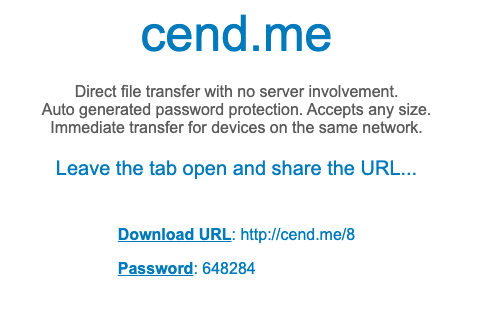 cend.me
Direct file transfer with no server involvement.
Auto generated password protection. Accepts any size.
Immediate transfer for devices on the same network.
Leave the tab open and share the URL...
Download URL: http://cend.me/8
Password: 648284